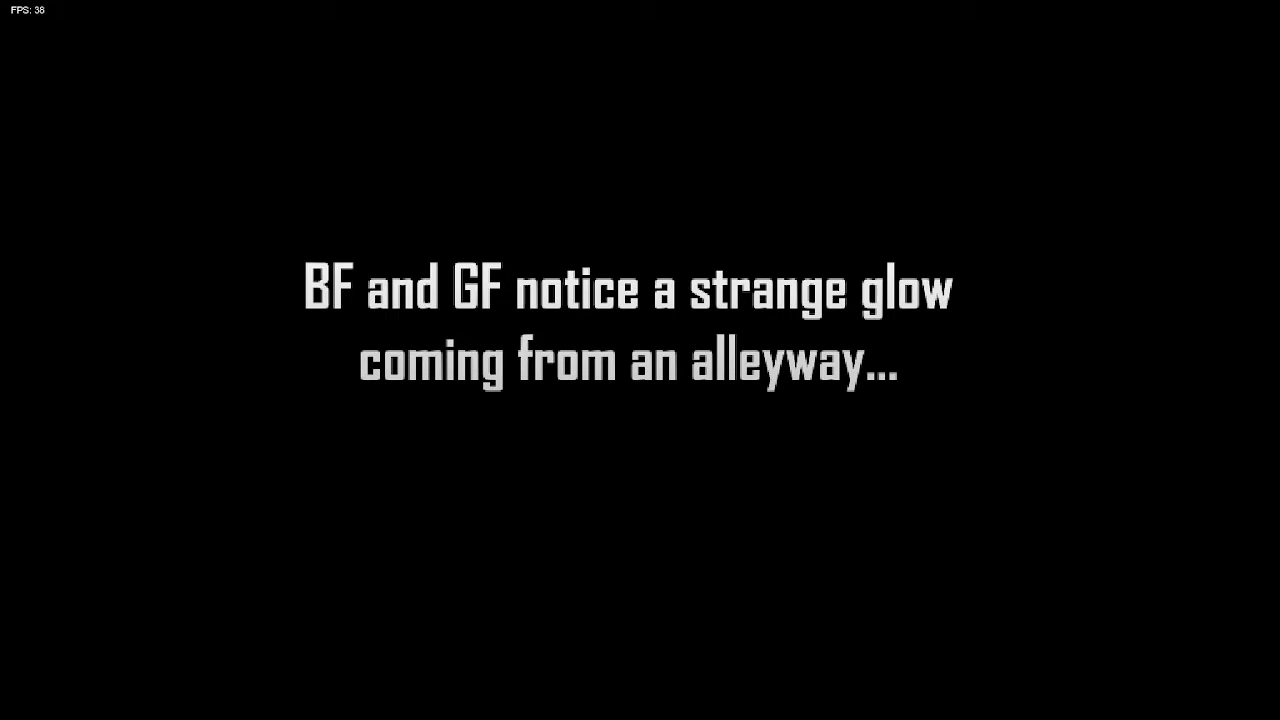 FPS: 38
BF and GF notice a strange glow
coming from an alleyway...